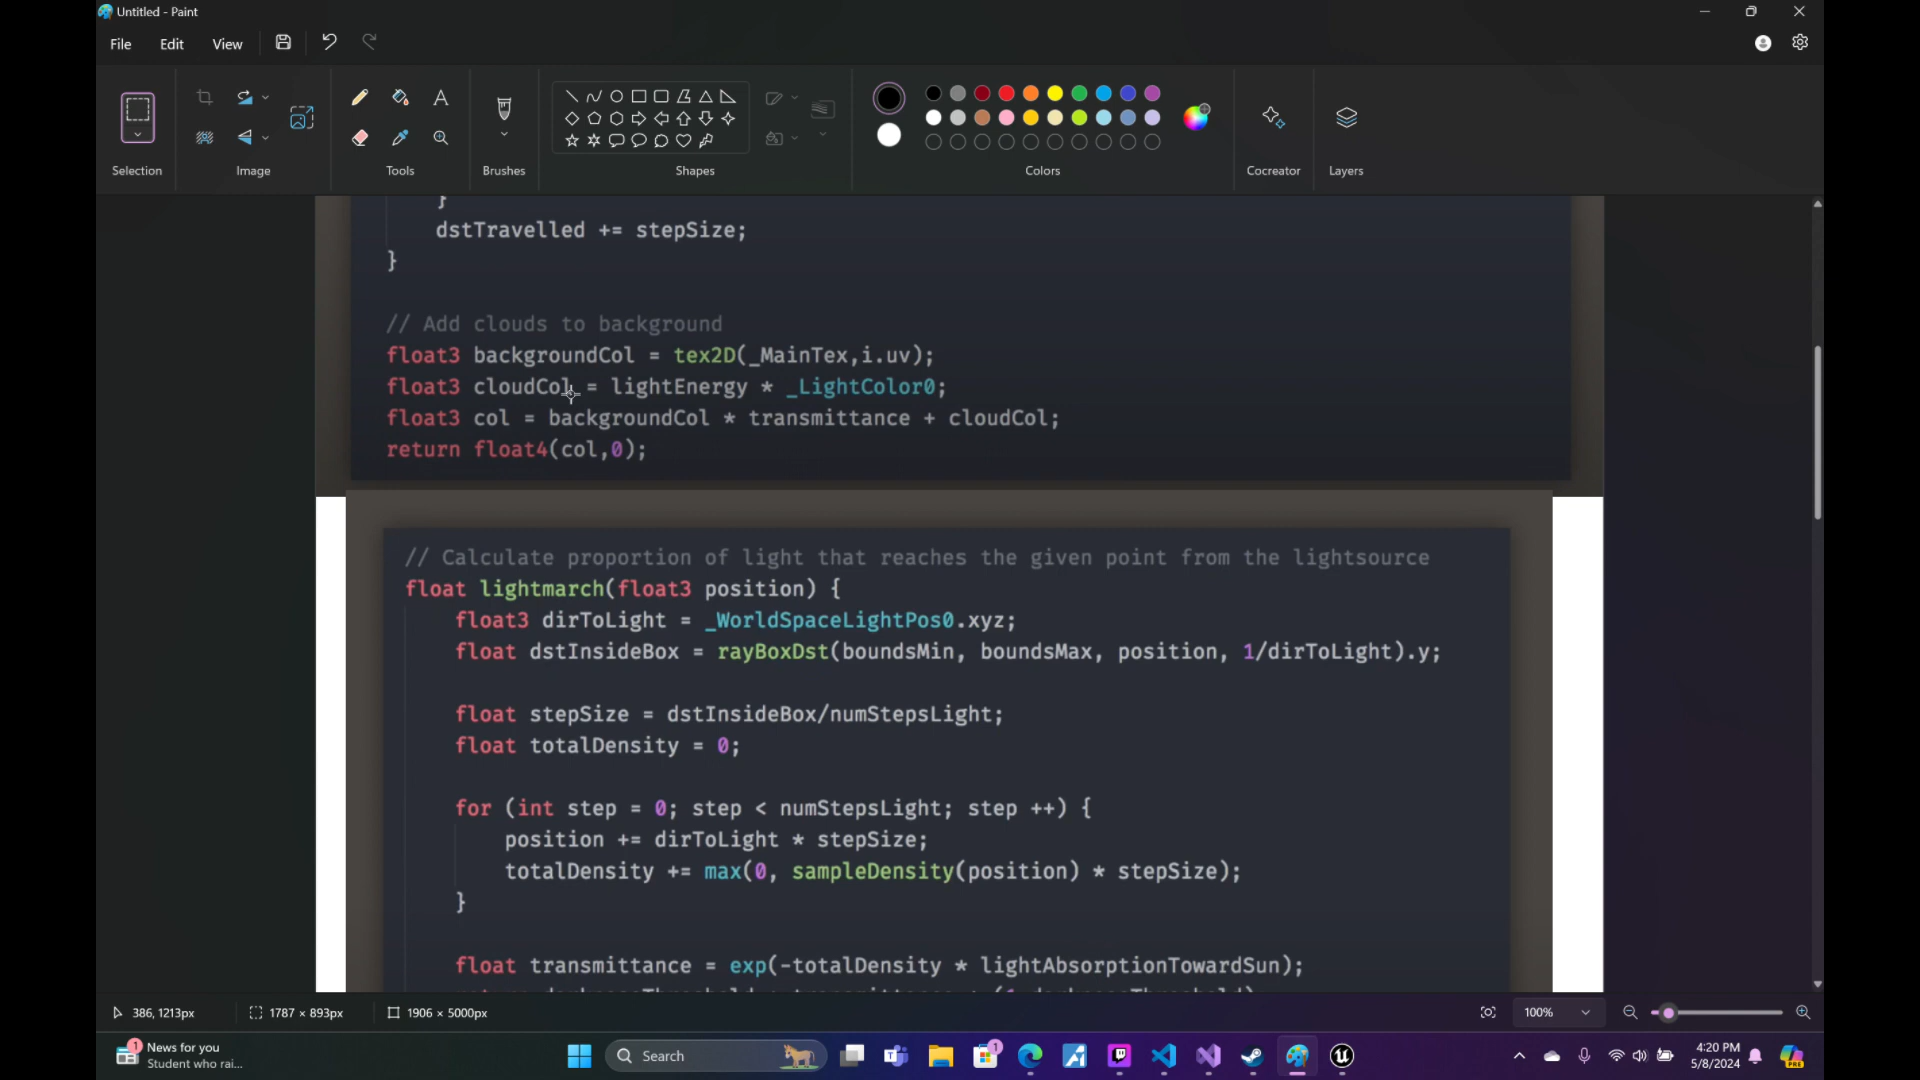 Untitled - Paint
File Edit View
Selection Image Tools Brushes Shapes Colors Cocreator Layers
}
dstTravelled += stepSize;
}
// Add clouds to background
float3 backgroundCol = tex2D(_MainTex,i.uv);
float3 cloudCol = lightEnergy * _LightColor0;
float3 col = backgroundCol * transmittance + cloudCol;
return float4(col,0);
// Calculate proportion of light that reaches the given point from the lightsource
float lightmarch(float3 position) {
float3 dirToLight = _WorldSpaceLightPos0.xyz;
float dstInsideBox = rayBoxDst(boundsMin, boundsMax, position, 1/dirToLight).y;
float stepSize = dstInsideBox/numStepsLight;
float totalDensity = 0;
for (int step = 0; step < numStepsLight; step ++) {
position += dirToLight * stepSize;
totalDensity += max(0, sampleDensity(position) * stepSize);
}
float transmittance = exp(-totalDensity * lightAbsorptionTowardSun);
386, 1213px 1787 × 893px 1906 × 5000px 100%
1 News for you
Student who rai...
Search
1
4:20 PM
5/8/2024
PRE